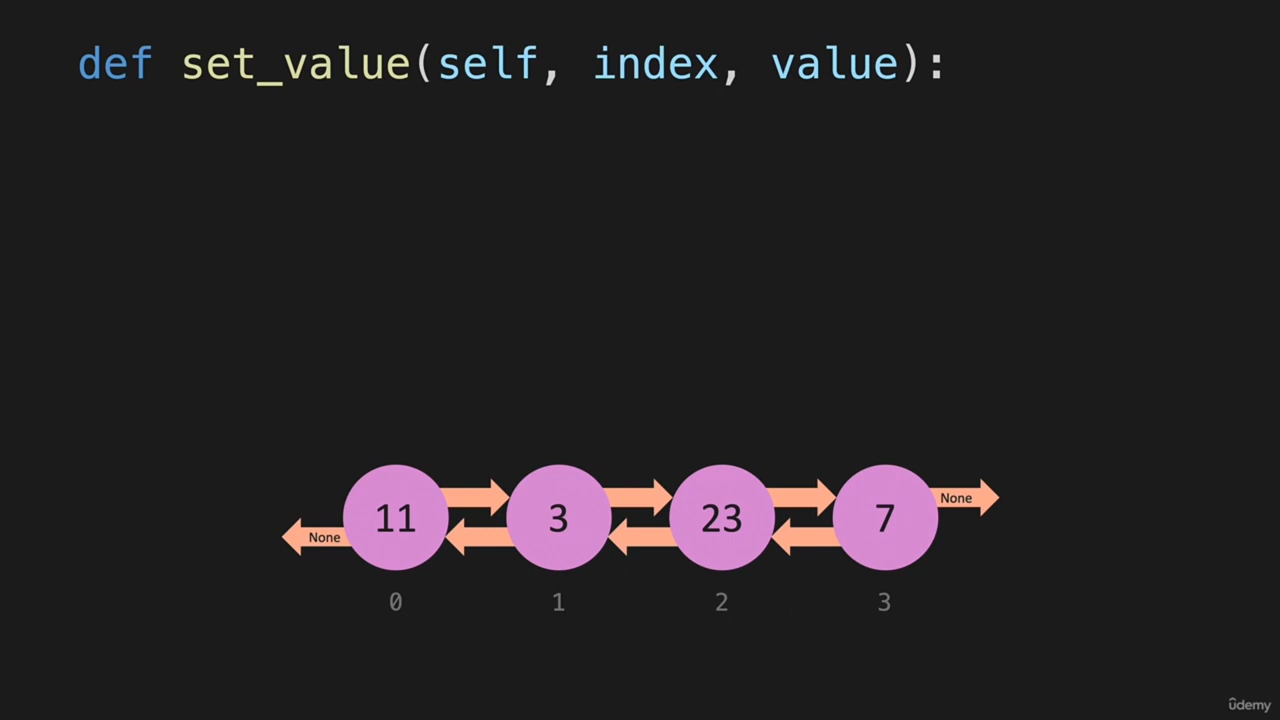 def set_value(self, index, value):
11 3 23 7 None
None
0 1 2 3
ûdemy